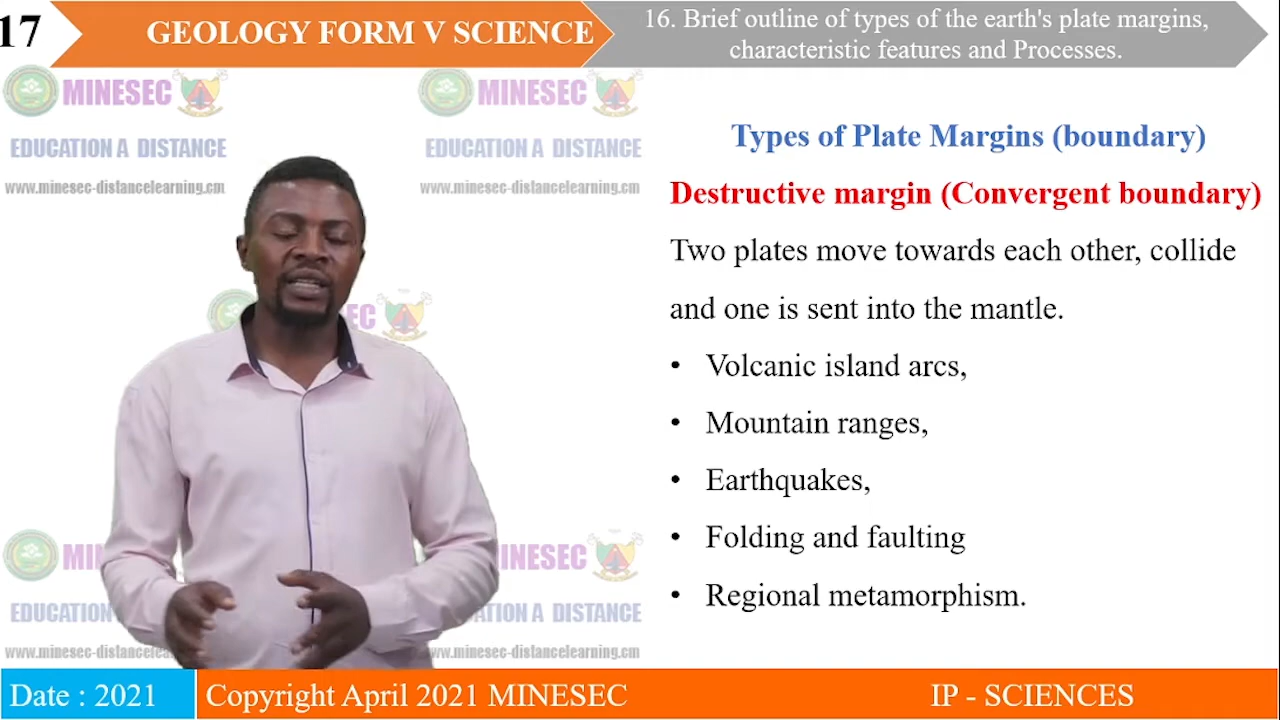 17
GEOLOGY FORM V SCIENCE
16. Brief outline of types of the earth's plate margins,
characteristic features and Processes.
MINESEC
MINESEC
EDUCATION A DISTANCE
EDUCATION A DISTANCE
www.minesec-distancelearning.cm
www.minesec-distancelearning.cm
Types of Plate Margins (boundary)
Destructive margin (Convergent boundary)
Two plates move towards each other, collide
and one is sent into the mantle.
• Volcanic island arcs,
• Mountain ranges,
• Earthquakes,
• Folding and faulting
• Regional metamorphism.
Date : 2021
Copyright April 2021 MINESEC
IP - SCIENCES